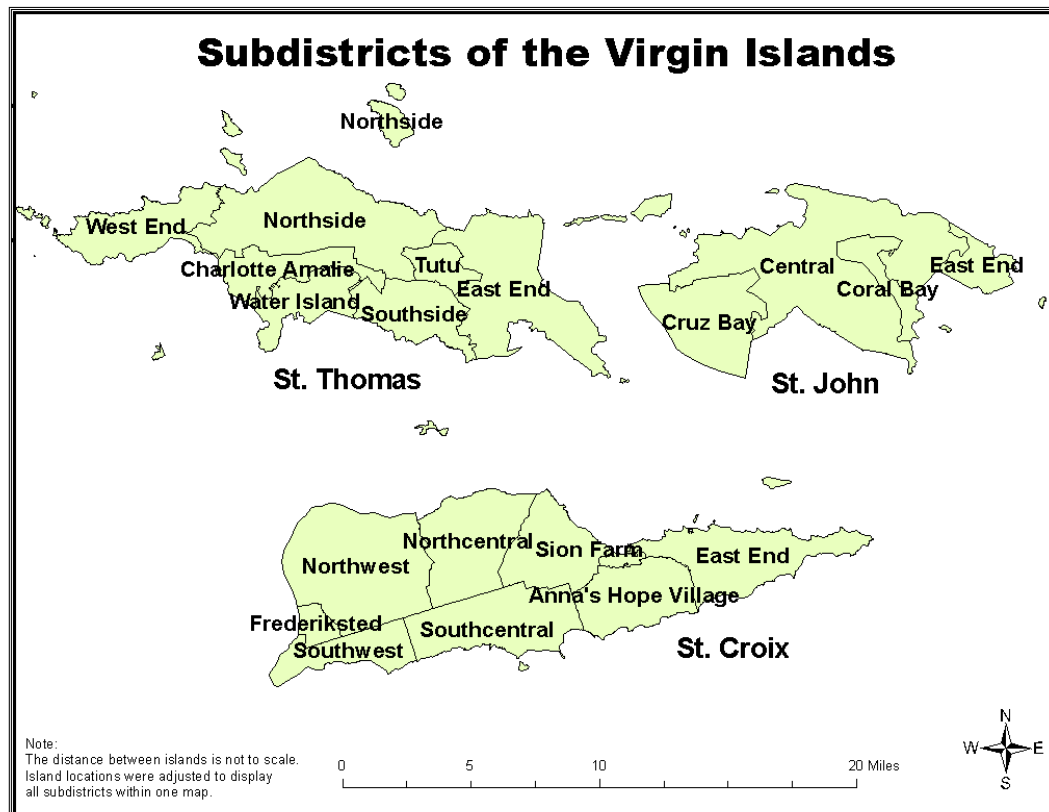 Subdistricts of the Virgin Islands
Northside
West End
Northside
Charlotte Amalie
Tutu
Water Island
Southside
East End
St. Thomas
Central
East End
Coral Bay
Cruz Bay
St. John
Northcentral
Northwest
Sion Farm
East End
Anna's Hope Village
Frederiksted
Southcentral
Southwest
St. Croix
Note:
The distance between islands is not to scale.
Island locations were adjusted to display
all subdistricts within one map.
0 5 10 20 Miles
N
W E
S